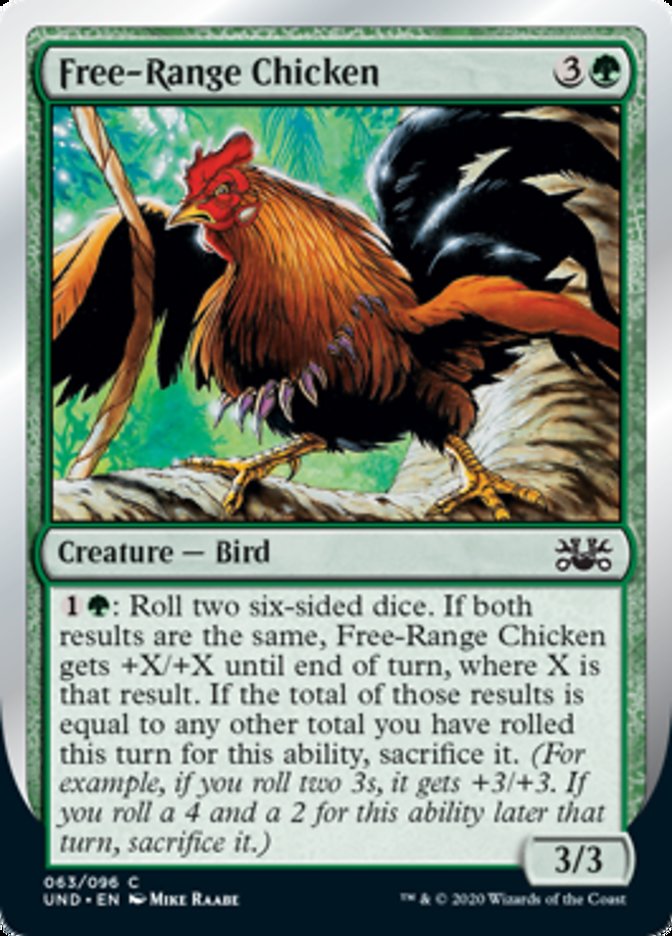 Free-Range Chicken 3
Creature — Bird
1 : Roll two six-sided dice. If both
results are the same, Free-Range Chicken
gets +X/+X until end of turn, where X is
that result. If the total of those results is
equal to any other total you have rolled
this turn for this ability, sacrifice it. (For
example, if you roll two 3s, it gets +3/+3. If
you roll a 4 and a 2 for this ability later that
turn, sacrifice it.)
3/3
063/096 C
UND • EN Mike Raabe ™ & © 2020 Wizards of the Coast